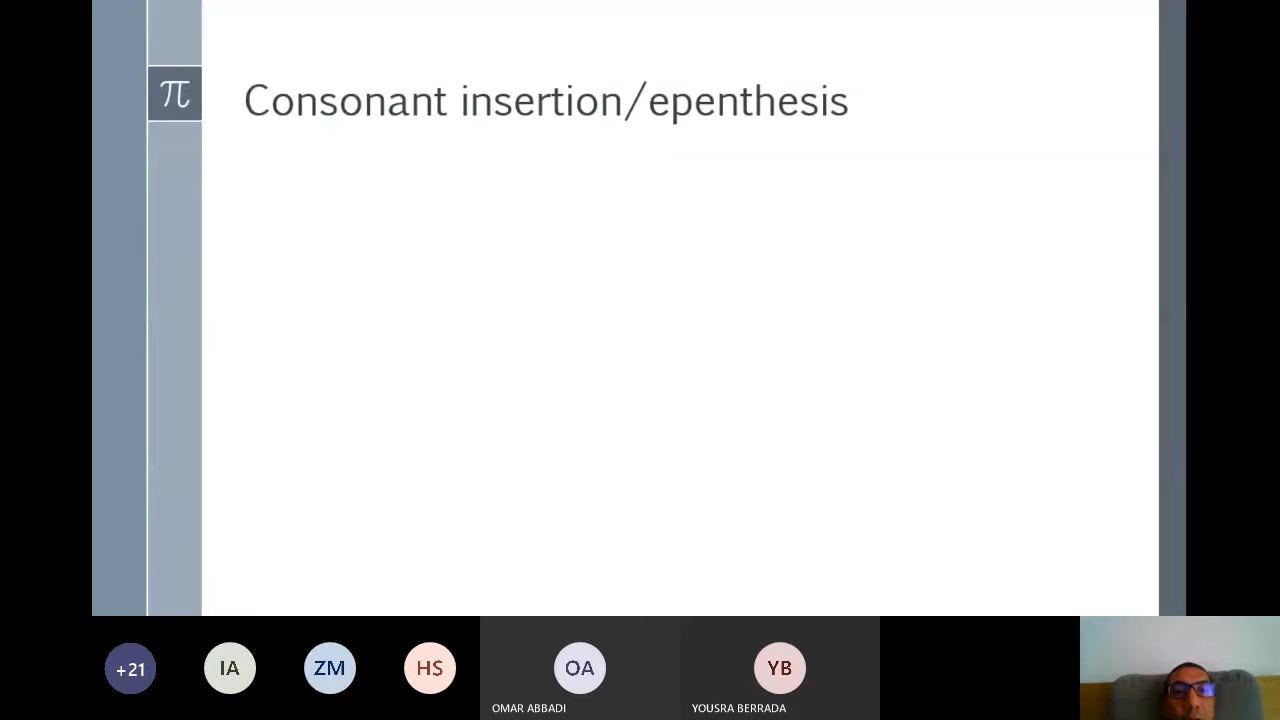 π
Consonant insertion/epenthesis
+21
IA
ZM
HS
OA
YB
OMAR ABBADI
YOUSRA BERRADA